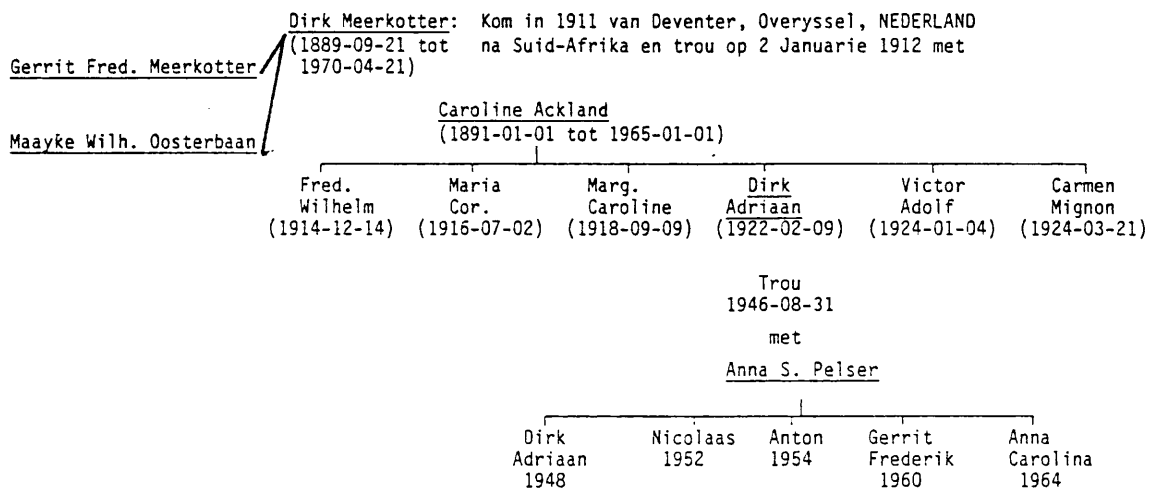 Dirk Meerkotter: Kom in 1911 van Deventer, Overyssel, NEDERLAND
(1889-09-21 tot na Suid-Afrika en trou op 2 Januarie 1912 met
Gerrit Fred. Meerkotter 1970-04-21)
Maayke Wilh. Oosterbaan
Caroline Ackland
(1891-01-01 tot 1965-01-01)
Fred. Maria Marg. Dirk Victor Carmen
Wilhelm Cor. Caroline Adriaan Adolf Mignon
(1914-12-14) (1916-07-02) (1918-09-09) (1922-02-09) (1924-01-04) (1924-03-21)
Trou
1946-08-31
met
Anna S. Pelser
Dirk Nicolaas Anton Gerrit Anna
Adriaan 1952 1954 Frederik Carolina
1948 1960 1964